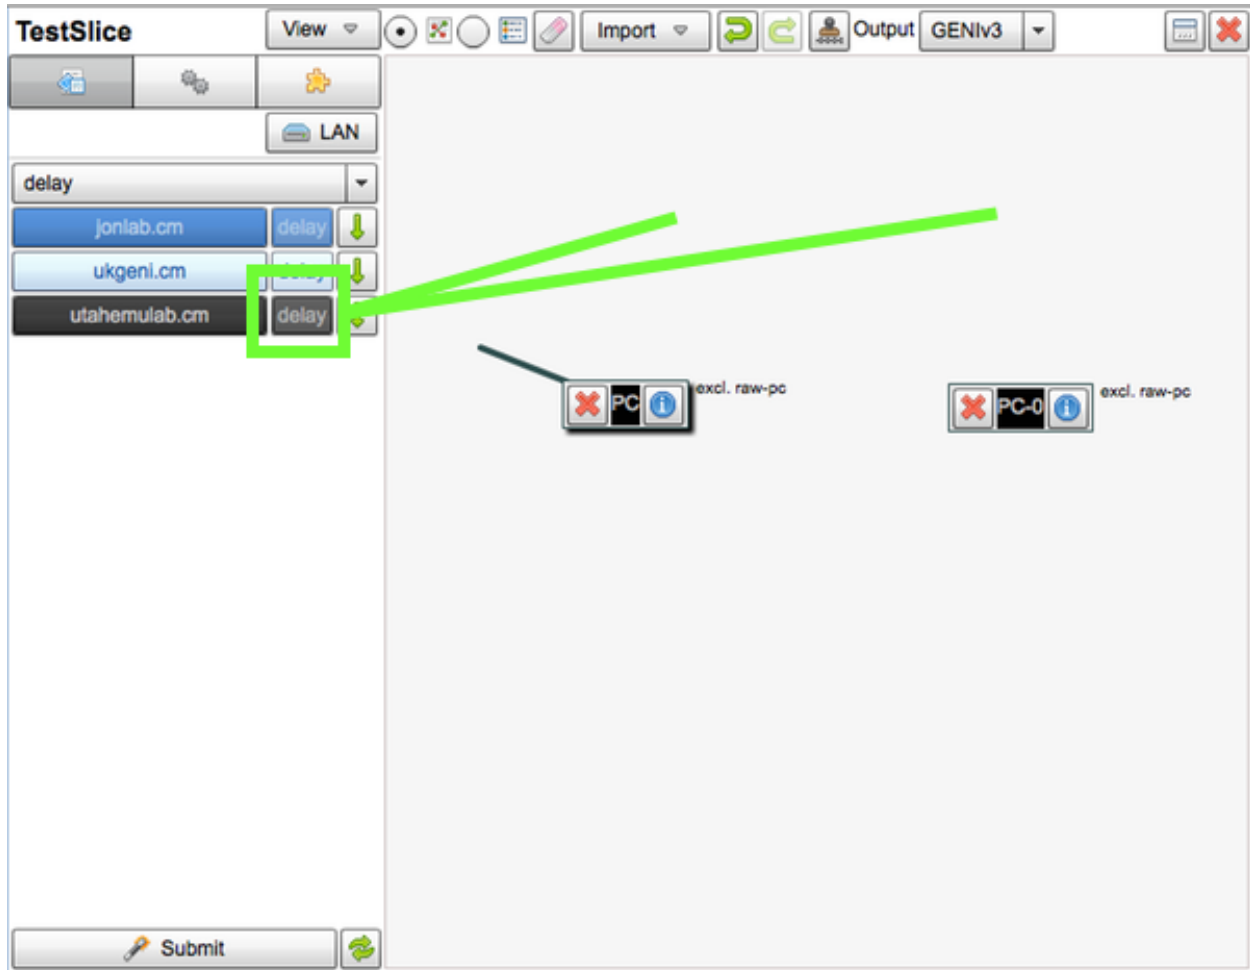 TestSlice View Import Output GENIv3
LAN
delay
jonlab.cm delay
ukgeni.cm delay
utahemulab.cm delay
PC excl. raw-pc
PC-0 excl. raw-pc
Submit